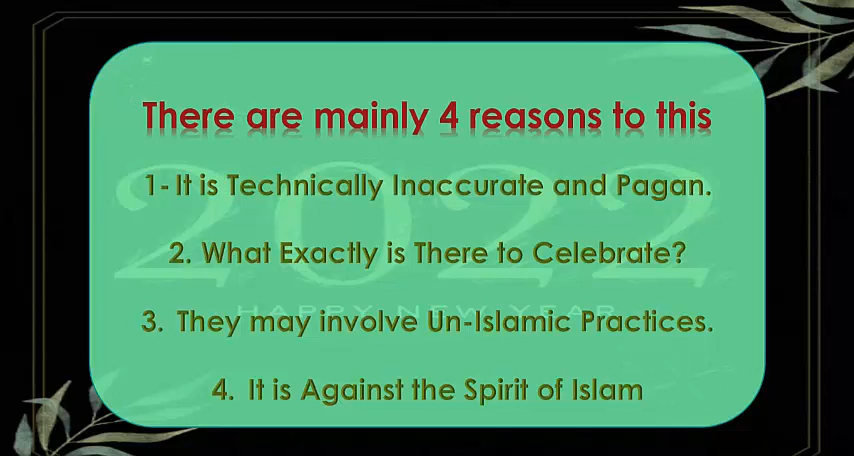 There are mainly 4 reasons to this
1- It is Technically Inaccurate and Pagan.
2. What Exactly is There to Celebrate?
2022
HAPPY NEW YEAR
3. They may involve Un-Islamic Practices.
4. It is Against the Spirit of Islam